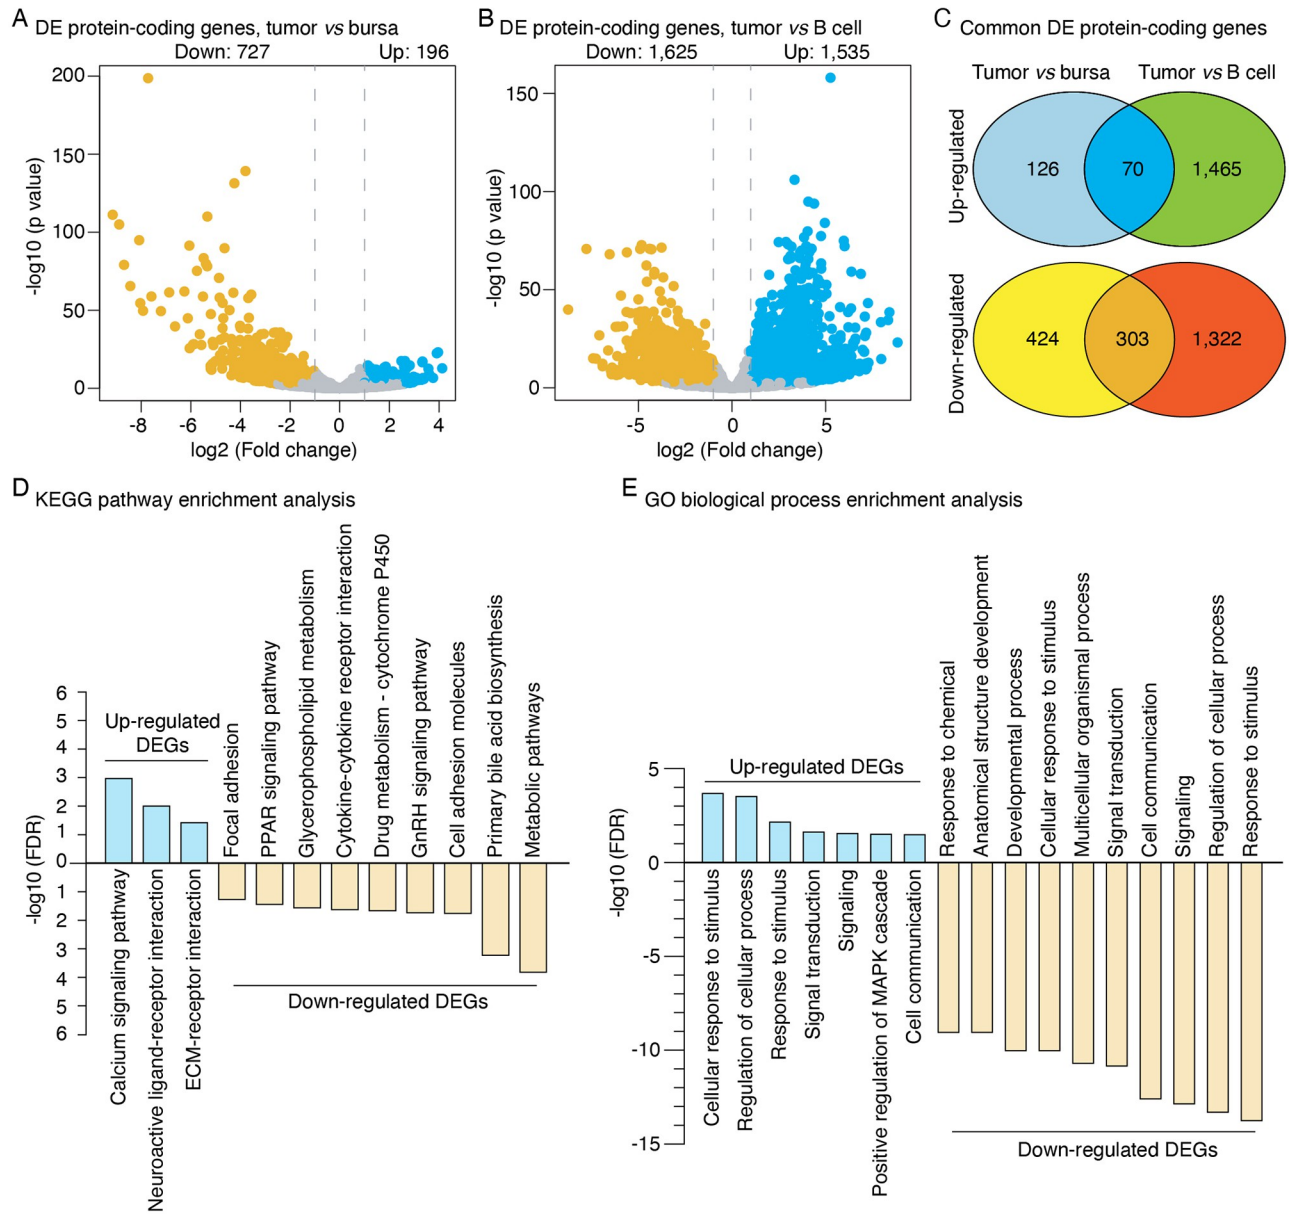 A
DE protein-coding genes, tumor vs bursa
Down: 727
Up: 196
200
150
100
50
0
-log10 (p value)
-8
-6
-4
-2
0
2
4
log2 (Fold change)
B
DE protein-coding genes, tumor vs B cell
Down: 1,625
Up: 1,535
150
100
50
0
-log10 (p value)
-5
0
5
log2 (Fold change)
C
Common DE protein-coding genes
Tumor vs bursa
Tumor vs B cell
Up-regulated
126
70
1,465
Down-regulated
424
303
1,322
D
KEGG pathway enrichment analysis
6
5
4
3
2
1
0
1
2
3
4
5
6
-log10 (FDR)
Up-regulated
DEGs
Calcium signaling pathway
Neuroactive ligand-receptor interaction
ECM-receptor interaction
Focal adhesion
PPAR signaling pathway
Glycerophospholipid metabolism
Cytokine-cytokine receptor interaction
Drug metabolism - cytochrome P450
GnRH signaling pathway
Cell adhesion molecules
Primary bile acid biosynthesis
Metabolic pathways
Down-regulated DEGs
E
GO biological process enrichment analysis
5
0
-5
-10
-15
-log10 (FDR)
Up-regulated DEGs
Cellular response to stimulus
Regulation of cellular process
Response to stimulus
Signal transduction
Signaling
Positive regulation of MAPK cascade
Cell communication
Response to chemical
Anatomical structure development
Developmental process
Cellular response to stimulus
Multicellular organismal process
Signal transduction
Cell communication
Signaling
Regulation of cellular process
Response to stimulus
Down-regulated DEGs